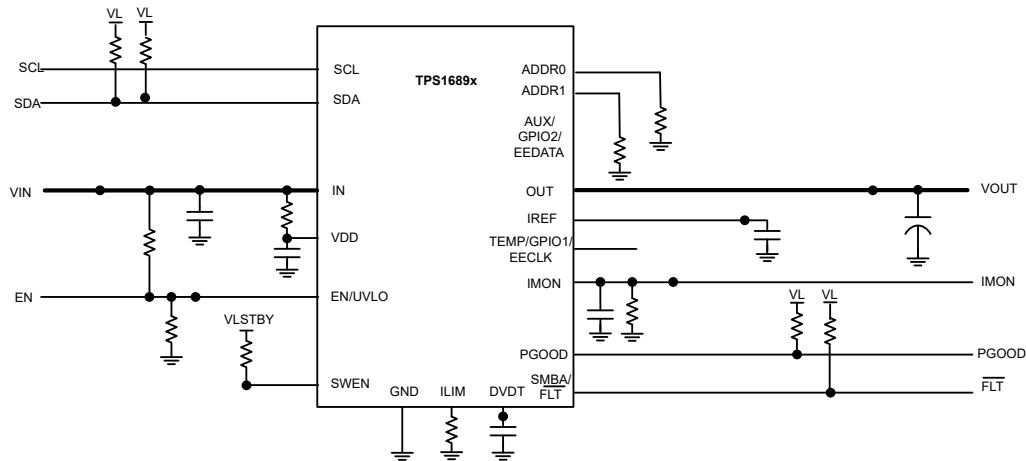 VL
VL
SCL
SDA
VIN
EN
VLSTBY
TPS1689x
SCL
SDA
IN
VDD
EN/UVLO
SWEN
GND
ILIM
DVDT
ADDR0
ADDR1
AUX/
GPIO2/
EEDATA
OUT
IREF
TEMP/GPIO1/
EECLK
IMON
PGOOD
SMBA/
FLT
VL
VL
VOUT
IMON
PGOOD
FLT